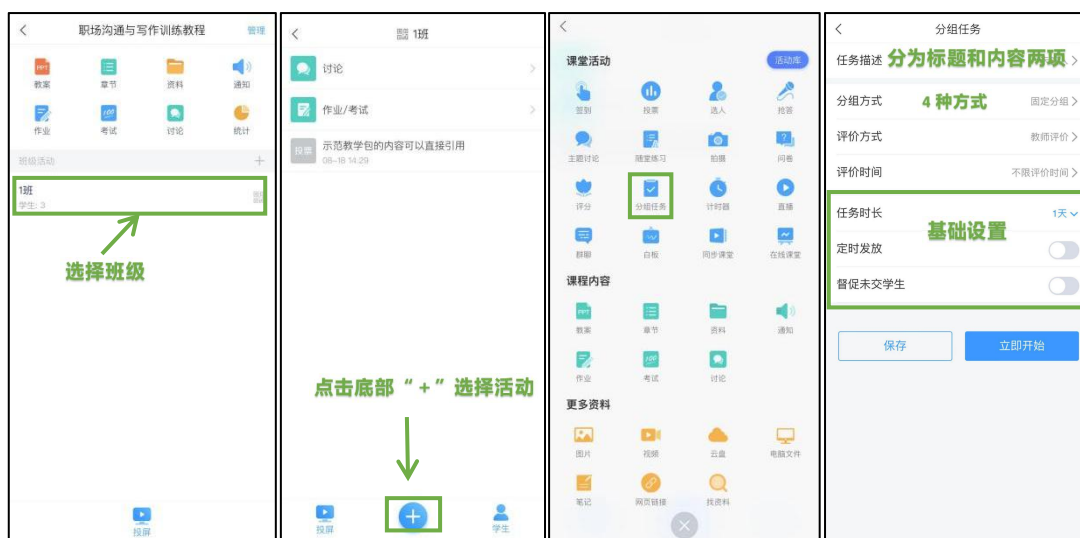 职场沟通与写作训练教程
管理
教案
章节
资料
通知
作业
考试
讨论
统计
班级活动
1班
学生: 3
选择班级
投屏
1班
讨论
作业/考试
投票
示范教学包的内容可以直接引用
08-18 14:29
点击底部“+”选择活动
投屏
学生
课堂活动
活动库
签到
投票
选人
抢答
主题讨论
随堂练习
拍摄
问卷
评分
分组任务
计时器
直播
群聊
白板
同步课堂
在线课堂
课程内容
教案
章节
资料
通知
作业
考试
讨论
更多资料
图片
视频
云盘
电脑文件
笔记
网页链接
找资料
分组任务
任务描述
分为标题和内容两项
分组方式
4 种方式
固定分组
评价方式
教师评价
评价时间
不限评价时间
任务时长
1天
基础设置
定时发放
督促未交学生
保存
立即开始